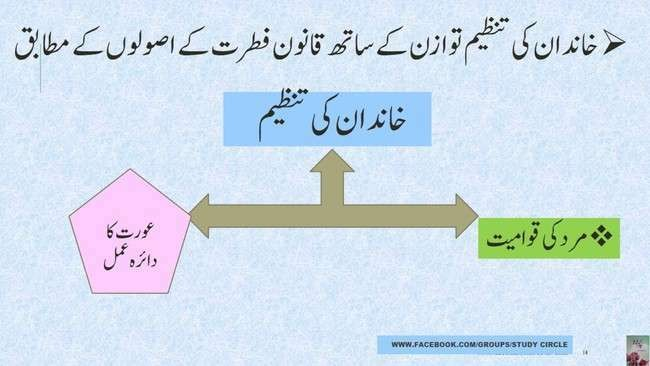 خاندان کی تنظیم توازن کے ساتھ قانون فطرت کے اصولوں کے مطابق
خاندان کی تنظیم
مرد کی قوامیت
عورت کا
دائرہ عمل
WWW.FACEBOOK.COM/GROUPS/STUDY CIRCLE
14